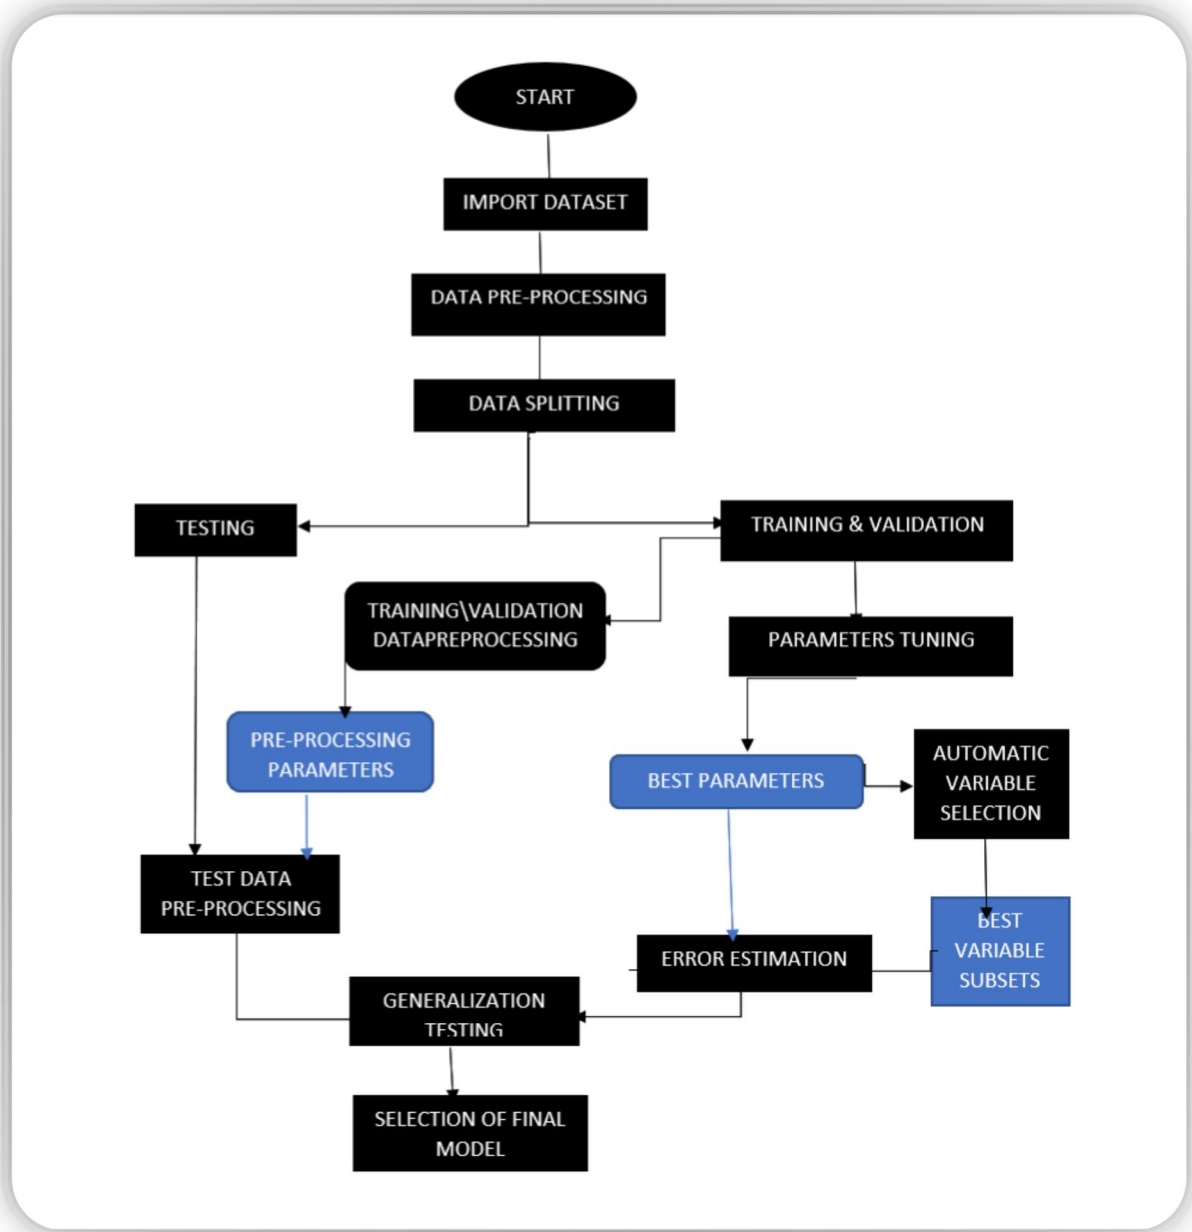 START
IMPORT DATASET
DATA PRE-PROCESSING
DATA SPLITTING
TESTING
TRAINING & VALIDATION
TRAINING\VALIDATION
DATAPREPROCESSING
PARAMETERS TUNING
PRE-PROCESSING
PARAMETERS
BEST PARAMETERS
AUTOMATIC
VARIABLE
SELECTION
TEST DATA
PRE-PROCESSING
ERROR ESTIMATION
BEST
VARIABLE
SUBSETS
GENERALIZATION
TESTING
SELECTION OF FINAL
MODEL